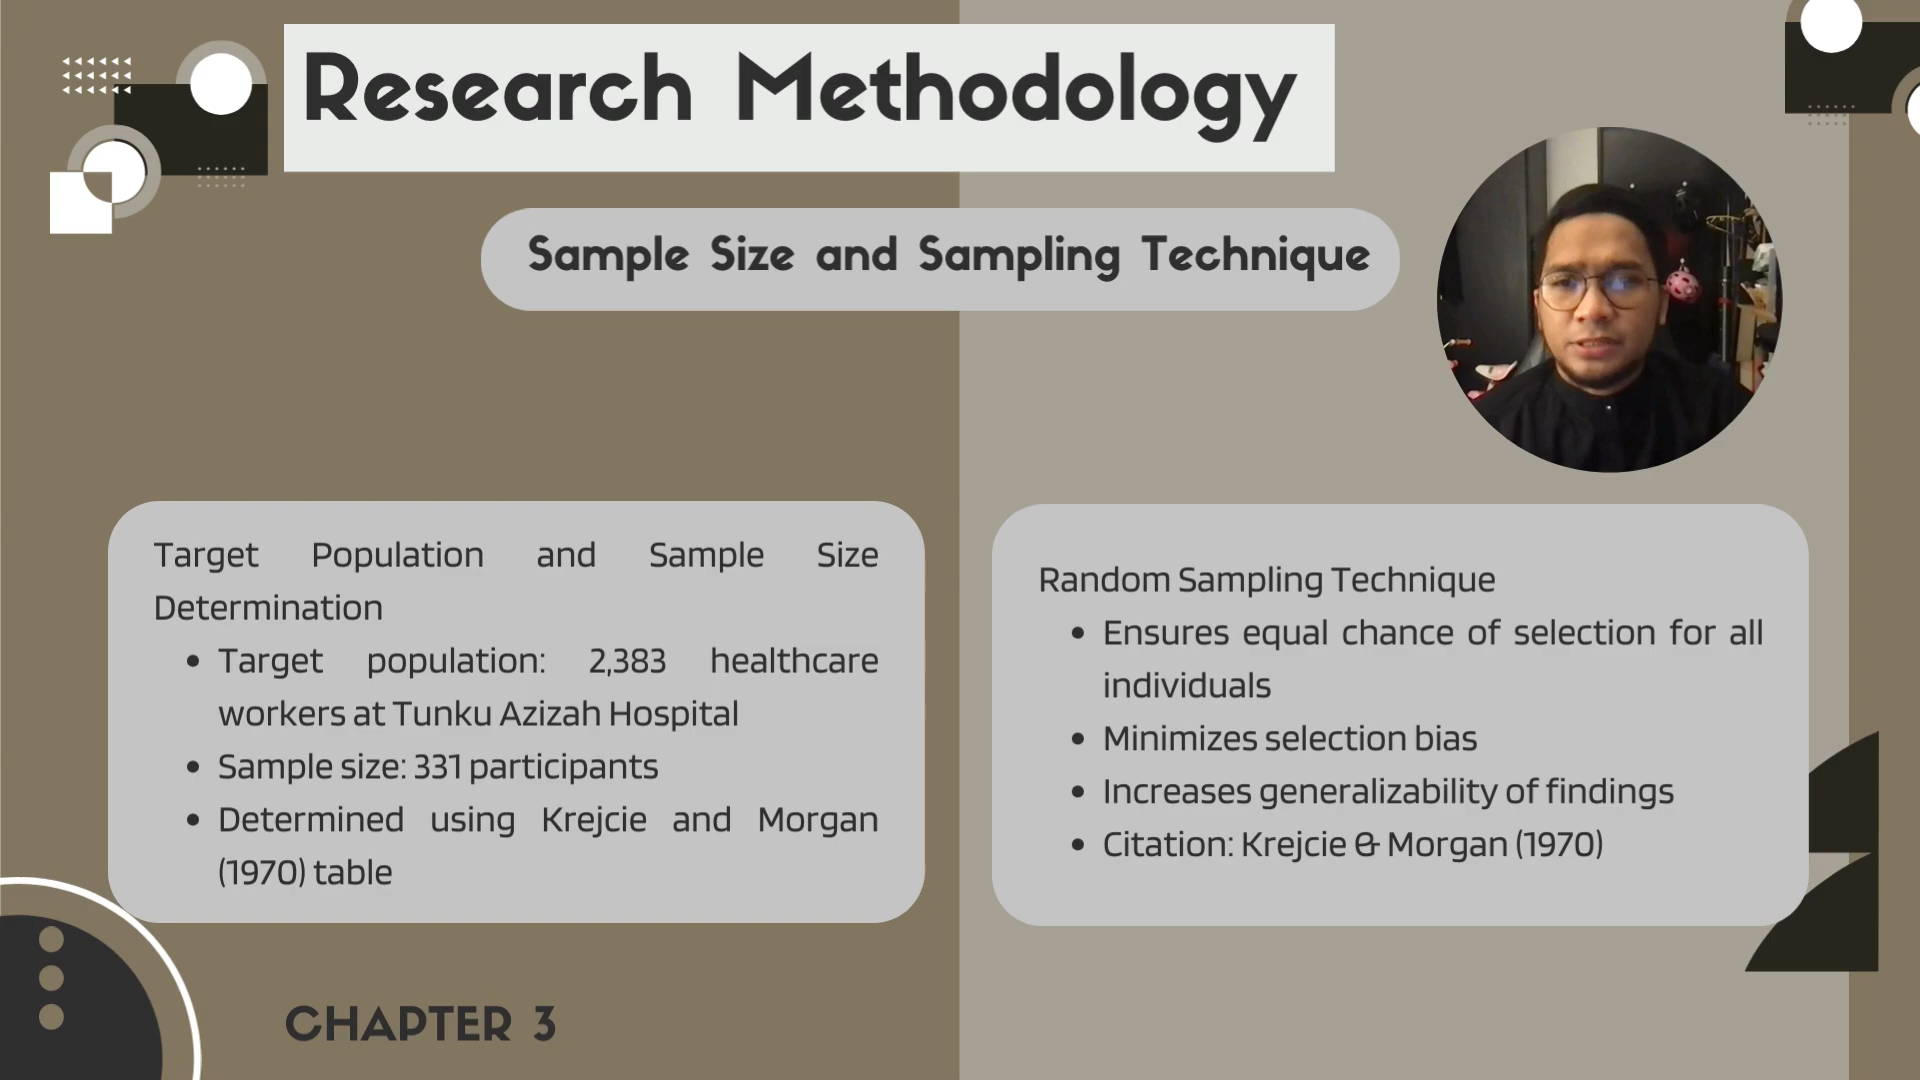 Research Methodology
Sample Size and Sampling Technique
Target Population and Sample Size
Determination
• Target population: 2,383 healthcare
workers at Tunku Azizah Hospital
• Sample size: 331 participants
• Determined using Krejcie and Morgan
(1970) table
Random Sampling Technique
• Ensures equal chance of selection for all
individuals
• Minimizes selection bias
• Increases generalizability of findings
• Citation: Krejcie & Morgan (1970)
CHAPTER 3